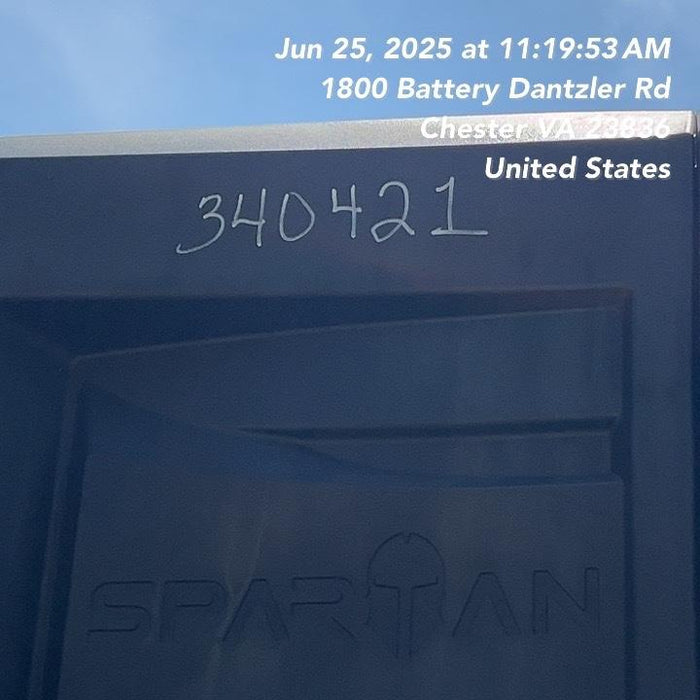 Jun 25, 2025 at 11:19:53 AM
1800 Battery Dantzler Rd
Chester VA 23836
United States
340421
SPARTAN